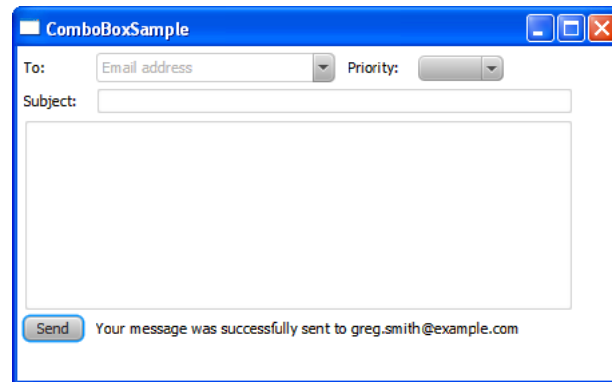 ComboBoxSample
To: Email address Priority:
Subject:
Send Your message was successfully sent to greg.smith@example.com